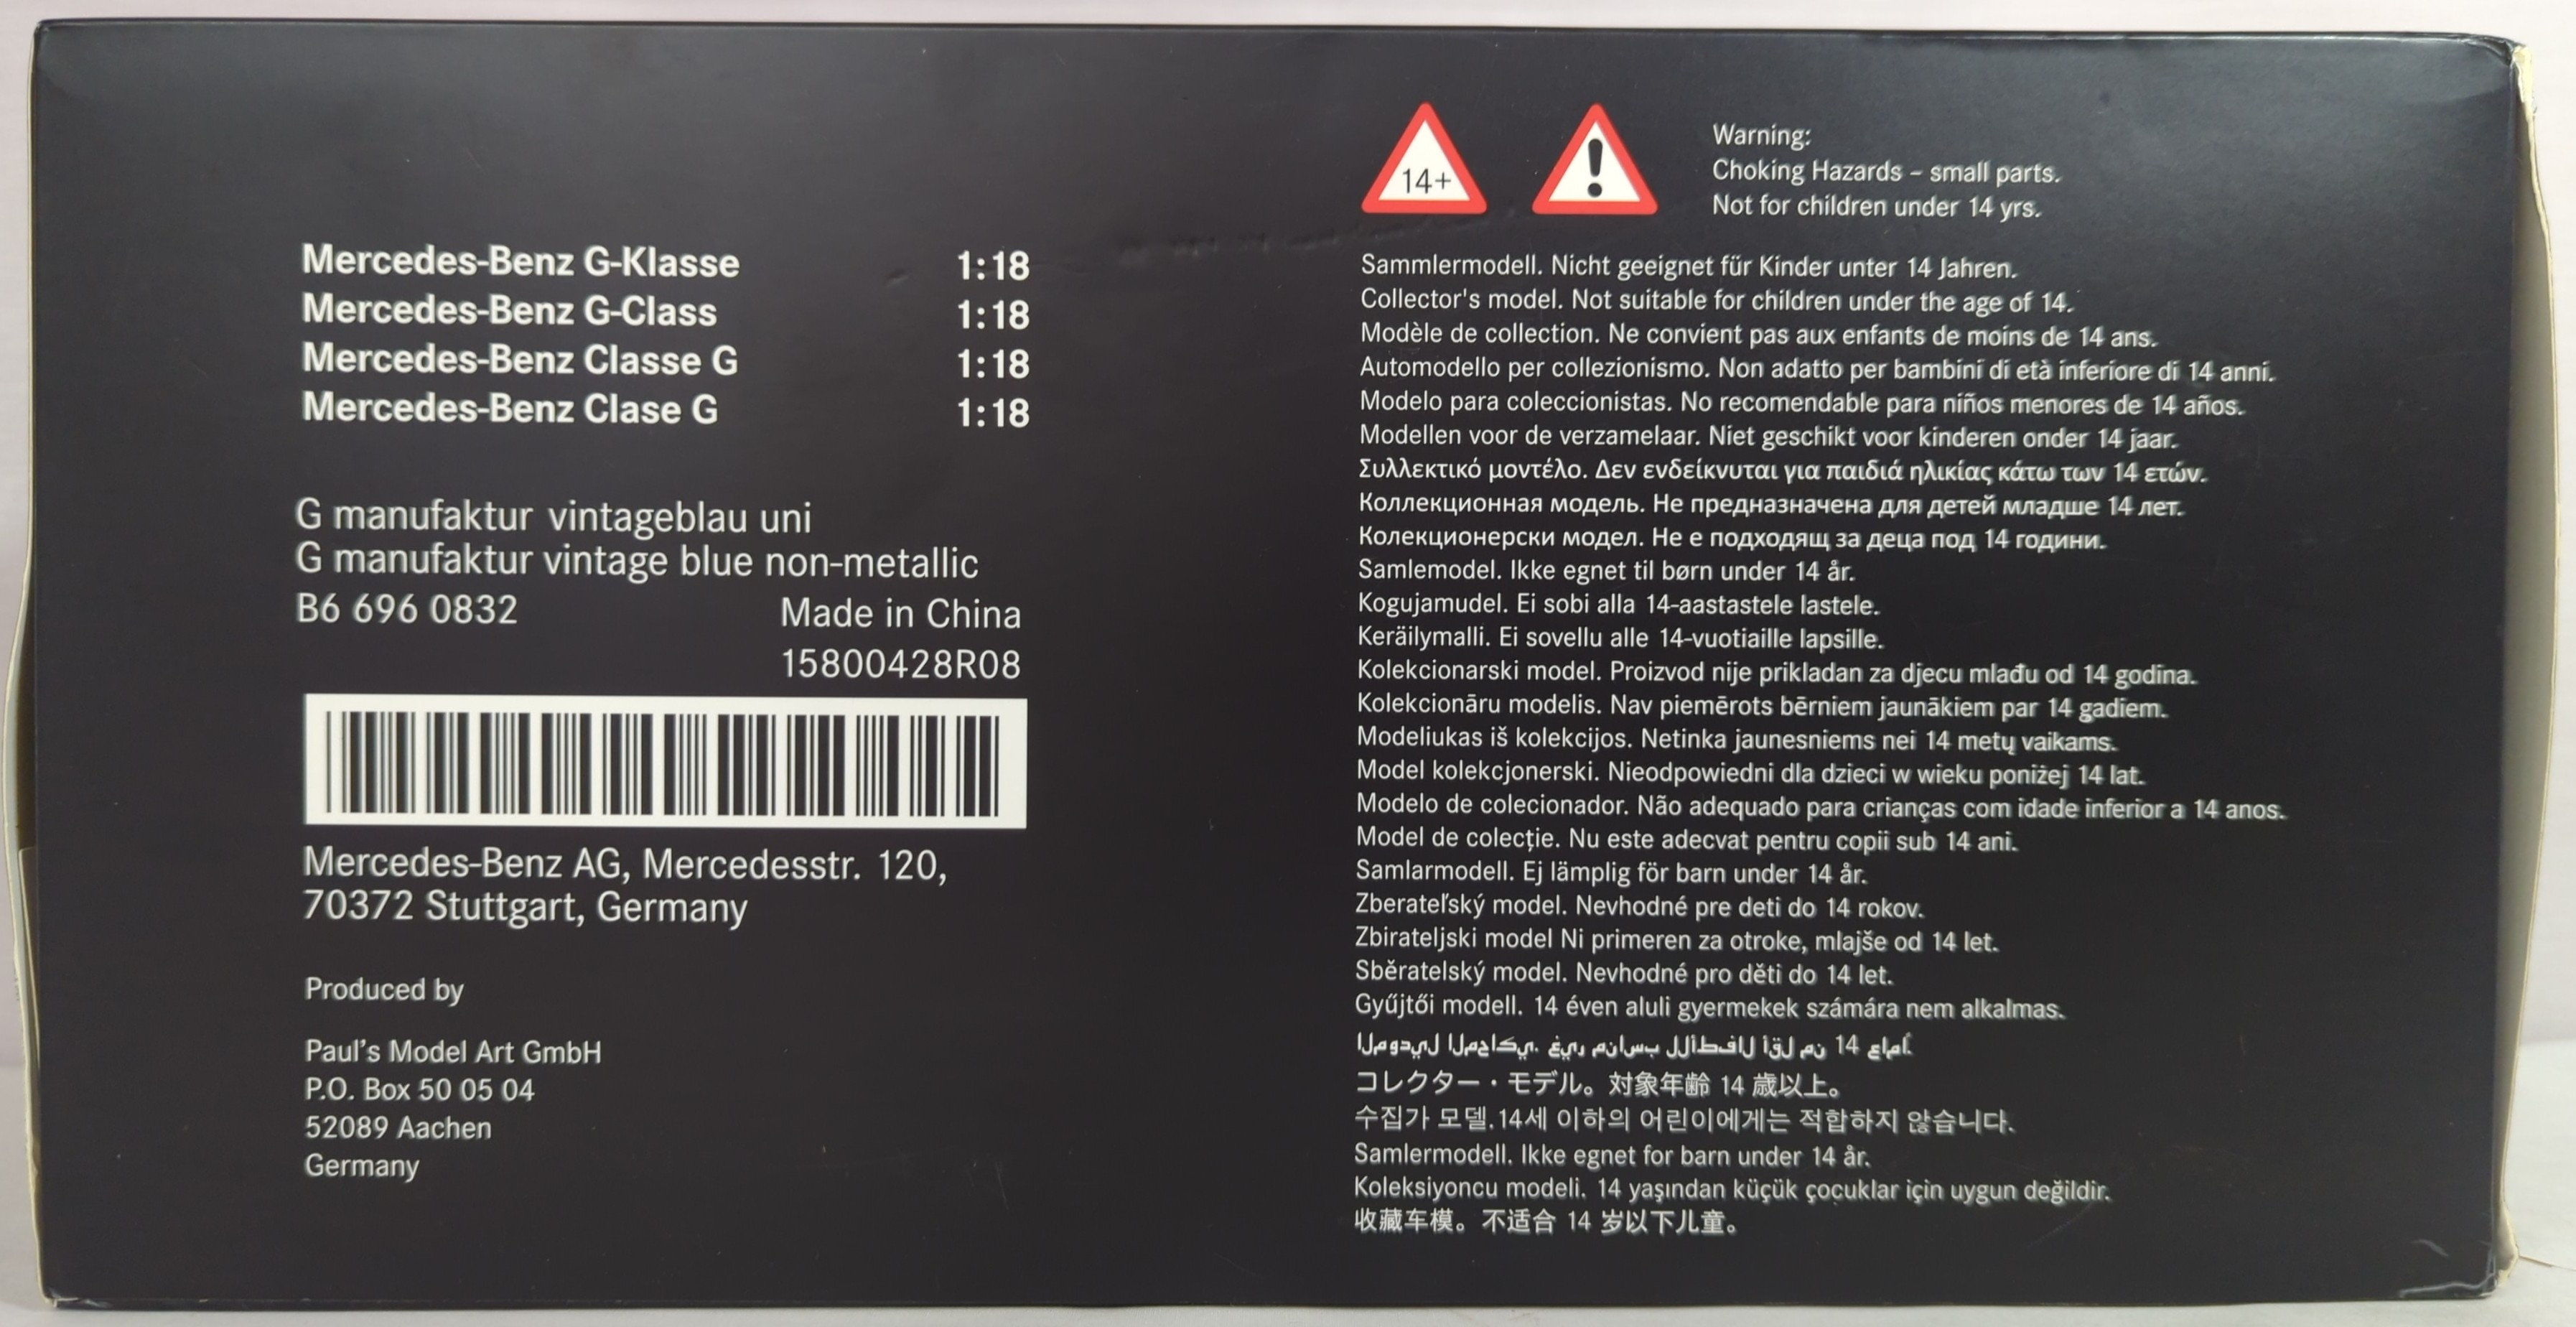 Mercedes-Benz G-Klasse 1:18
Mercedes-Benz G-Class 1:18
Mercedes-Benz Classe G 1:18
Mercedes-Benz Clase G 1:18
G manufaktur vintageblau uni
G manufaktur vintage blue non-metallic
B6 696 0832 Made in China
15800428R08
Mercedes-Benz AG, Mercedesstr. 120,
70372 Stuttgart, Germany
Produced by
Paul's Model Art GmbH
P.O. Box 50 05 04
52089 Aachen
Germany
14+
Warning:
Choking Hazards – small parts.
Not for children under 14 yrs.
Sammlermodell. Nicht geeignet für Kinder unter 14 Jahren.
Collector's model. Not suitable for children under the age of 14.
Modèle de collection. Ne convient pas aux enfants de moins de 14 ans.
Automodello per collezionismo. Non adatto per bambini di età inferiore di 14 anni.
Modelo para coleccionistas. No recomendable para niños menores de 14 años.
Modellen voor de verzamelaar. Niet geschikt voor kinderen onder 14 jaar.
Συλλεκτικό μοντέλο. Δεν ενδείκνυται για παιδιά ηλικίας κάτω των 14 ετών.
Коллекционная модель. Не предназначена для детей младше 14 лет.
Колекционерски модел. Не е подходящ за деца под 14 години.
Samlemodel. Ikke egnet til børn under 14 år.
Kogujamudel. Ei sobi alla 14-aastastele lastele.
Keräilymalli. Ei sovellu alle 14-vuotiaille lapsille.
Kolekcionarski model. Proizvod nije prikladan za djecu mlađu od 14 godina.
Kolekcionāru modelis. Nav piemērots bērniem jaunākiem par 14 gadiem.
Modeliukas iš kolekcijos. Netinka jaunesniems nei 14 metų vaikams.
Model kolekcjonerski. Nieodpowiedni dla dzieci w wieku poniżej 14 lat.
Modelo de colecionador. Não adequado para crianças com idade inferior a 14 anos.
Model de colecție. Nu este adecvat pentru copii sub 14 ani.
Samlarmodell. Ej lämplig för barn under 14 år.
Zberateľský model. Nevhodné pre deti do 14 rokov.
Zbirateljski model Ni primeren za otroke, mlajše od 14 let.
Sběratelský model. Nevhodné pro děti do 14 let.
Gyűjtői modell. 14 éven aluli gyermekek számára nem alkalmas.
الموديل المحاكي. غير مناسب للأطفال أقل من 14 عاما.
コレクター・モデル。対象年齢 14 歳以上。
수집가 모델.14세 이하의 어린이에게는 적합하지 않습니다.
Samlermodell. Ikke egnet for barn under 14 år.
Koleksiyoncu modeli. 14 yaşından küçük çocuklar için uygun değildir.
收藏车模。不适合 14 岁以下儿童。